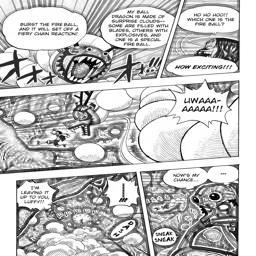 HO HO HO!!
WHICH ONE IS THE
FIRE BALL?
HOW EXCITING!!!
MY BALL
DRAGON IS MADE OF
SURPRISE CLOUDS--
SOME ARE FILLED WITH
BLADES, OTHERS WITH
EXPLOSIVES, AND
ONE IS A SPECIAL
FIRE BALL.
BURST THE FIRE BALL,
AND IT WILL SET OFF A
FIERY CHAIN REACTION!
UWAAA-
AAAAA!!!
NOW'S MY
CHANCE...
SNEAK
SNEAK
...!!!
I'M
LEAVING IT
UP TO YOU,
LUFFY!!